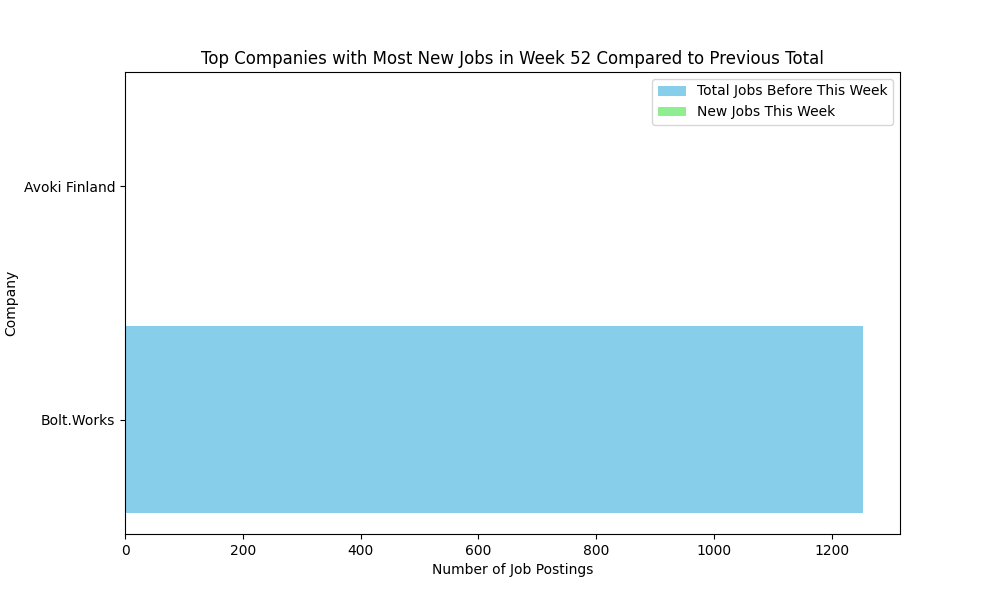 Top Companies with Most New Jobs in Week 52 Compared to Previous Total
Total Jobs Before This Week
New Jobs This Week
Avoki Finland
Company
Bolt.Works
0 200 400 600 800 1000 1200
Number of Job Postings